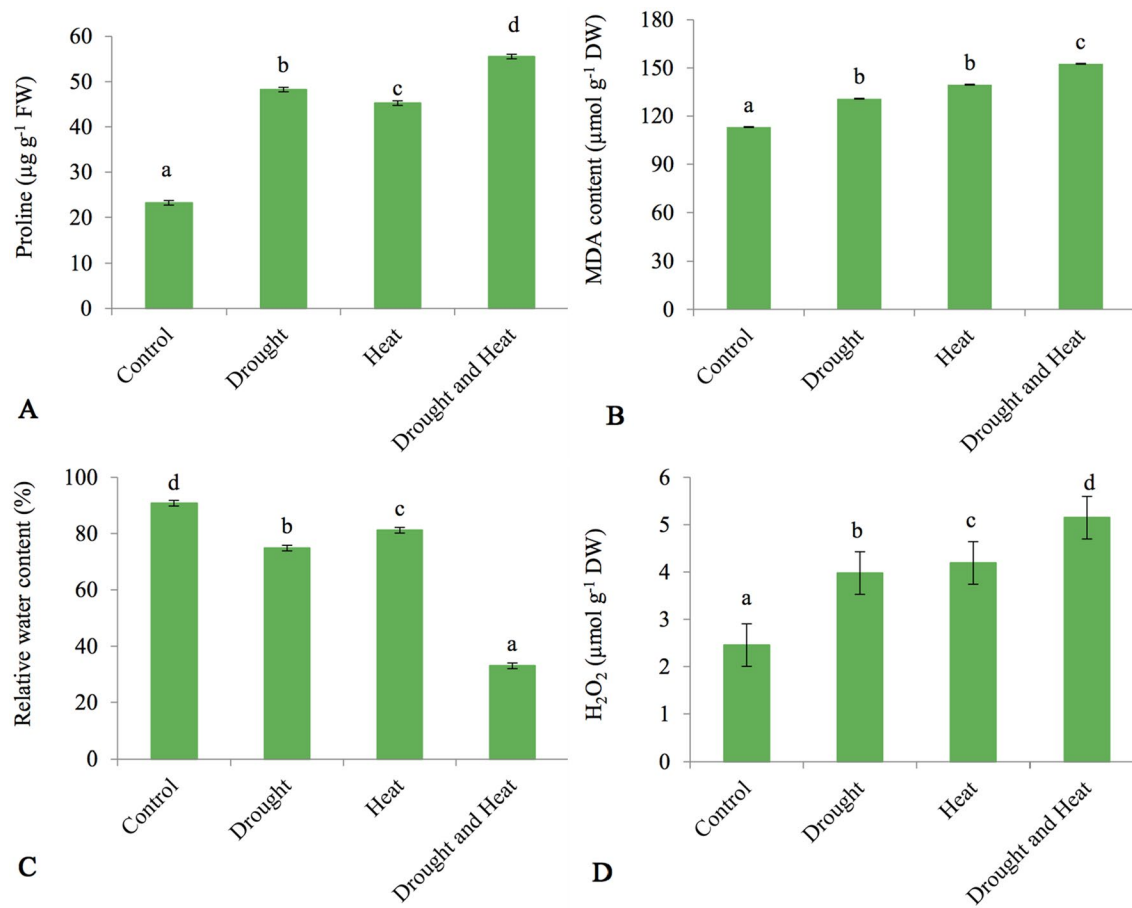 Proline (µg g⁻¹ FW)
60
50
40
30
20
10
0
a
b
c
d
Control
Drought
Heat
Drought and Heat
A
MDA content (µmol g⁻¹ DW)
180
150
120
90
60
30
0
a
b
b
c
Control
Drought
Heat
Drought and Heat
B
Relative water content (%)
100
80
60
40
20
0
d
b
c
a
Control
Drought
Heat
Drought and Heat
C
H₂O₂ (µmol g⁻¹ DW)
6
5
4
3
2
1
0
a
b
c
d
Control
Drought
Heat
Drought and Heat
D